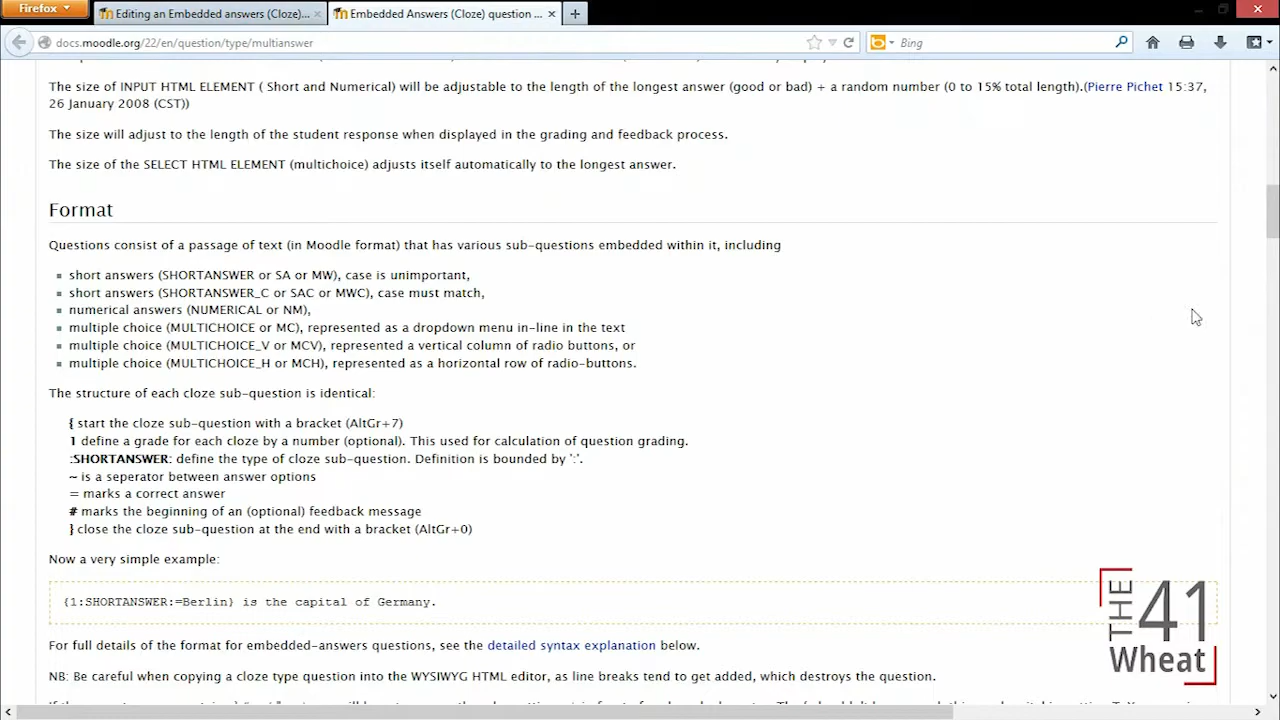 Firefox
Editing an Embedded answers (Cloze)...
Embedded Answers (Cloze) question ...
docs.moodle.org/22/en/question/type/multianswer
Bing
The size of INPUT HTML ELEMENT ( Short and Numerical) will be adjustable to the length of the longest answer (good or bad) + a random number (0 to 15% total length).(Pierre Pichet 15:37,
26 January 2008 (CST))
The size will adjust to the length of the student response when displayed in the grading and feedback process.
The size of the SELECT HTML ELEMENT (multichoice) adjusts itself automatically to the longest answer.
Format
Questions consist of a passage of text (in Moodle format) that has various sub-questions embedded within it, including
short answers (SHORTANSWER or SA or MW), case is unimportant,
short answers (SHORTANSWER_C or SAC or MWC), case must match,
numerical answers (NUMERICAL or NM),
multiple choice (MULTICHOICE or MC), represented as a dropdown menu in-line in the text
multiple choice (MULTICHOICE_V or MCV), represented a vertical column of radio buttons, or
multiple choice (MULTICHOICE_H or MCH), represented as a horizontal row of radio-buttons.
The structure of each cloze sub-question is identical:
{ start the cloze sub-question with a bracket (AltGr+7)
1 define a grade for each cloze by a number (optional). This used for calculation of question grading.
:SHORTANSWER: define the type of cloze sub-question. Definition is bounded by ':'.
~ is a seperator between answer options
= marks a correct answer
# marks the beginning of an (optional) feedback message
} close the cloze sub-question at the end with a bracket (AltGr+0)
Now a very simple example:
{1:SHORTANSWER:=Berlin} is the capital of Germany.
For full details of the format for embedded-answers questions, see the detailed syntax explanation below.
NB: Be careful when copying a cloze type question into the WYSIWYG HTML editor, as line breaks tend to get added, which destroys the question.
THE 41
Wheat